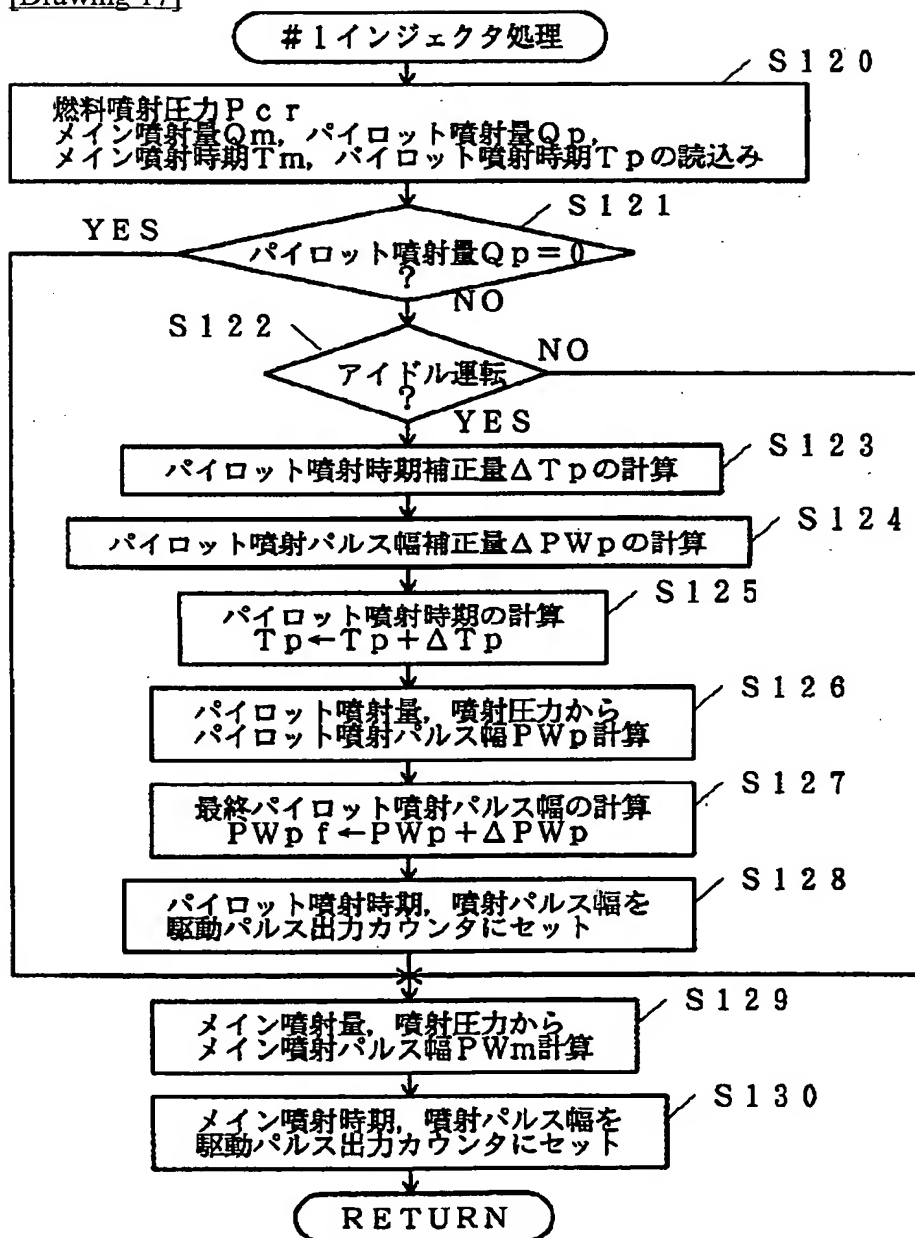 [Drawing 17]
#1インジェクタ処理
S120
燃料噴射圧力Pcr
メイン噴射量Qm,パイロット噴射量Qp,
メイン噴射時期Tm,パイロット噴射時期Tpの読込み
S121
YES
パイロット噴射量Qp=0
?
NO
S122
NO
アイドル運転
?
YES
S123
パイロット噴射時期補正量ΔTpの計算
S124
パイロット噴射パルス幅補正量ΔPWpの計算
S125
パイロット噴射時期の計算
Tp←Tp+ΔTp
S126
パイロット噴射量,噴射圧力から
パイロット噴射パルス幅PWp計算
S127
最終パイロット噴射パルス幅の計算
PWpf←PWp+ΔPWp
S128
パイロット噴射時期,噴射パルス幅を
駆動パルス出力カウンタにセット
S129
メイン噴射量,噴射圧力から
メイン噴射パルス幅PWm計算
S130
メイン噴射時期,噴射パルス幅を
駆動パルス出力カウンタにセット
RETURN